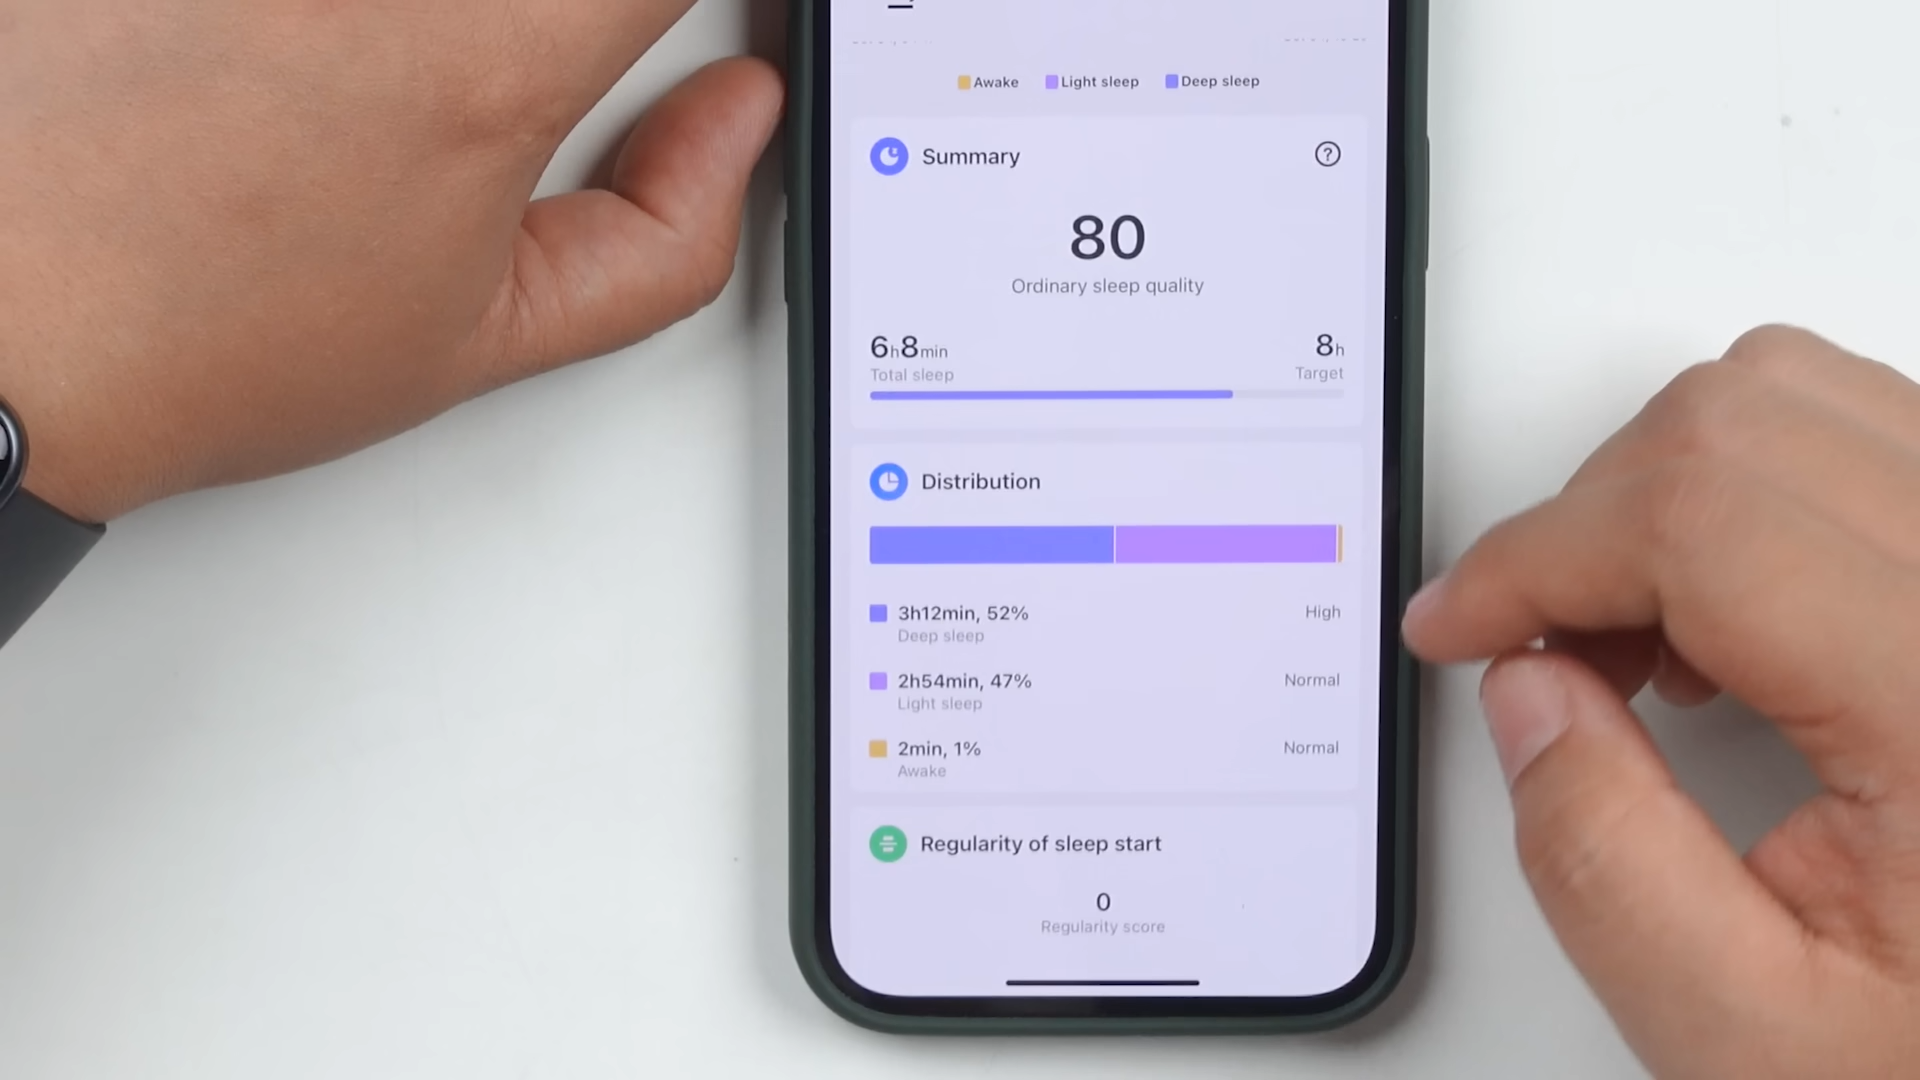 Awake Light sleep Deep sleep
Summary ?
80
Ordinary sleep quality
6h8min 8h
Total sleep Target
Distribution
3h12min, 52% High
Deep sleep
2h54min, 47% Normal
Light sleep
2min, 1% Normal
Awake
Regularity of sleep start
0
Regularity score